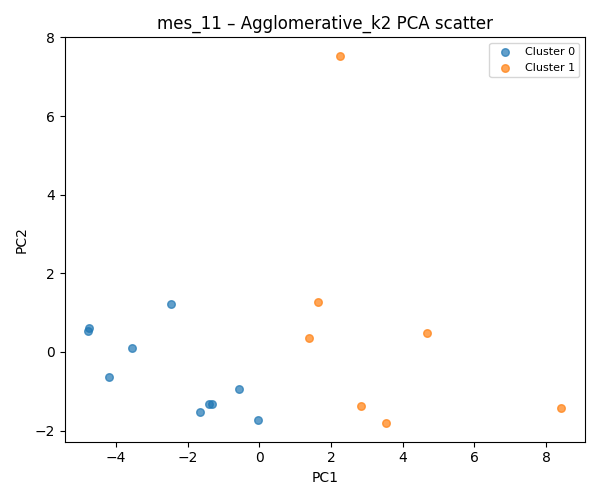 mes_11 – Agglomerative_k2 PCA scatter
Cluster 0
Cluster 1
8
6
4
2
0
−2
PC2
−4 −2 0 2 4 6 8
PC1